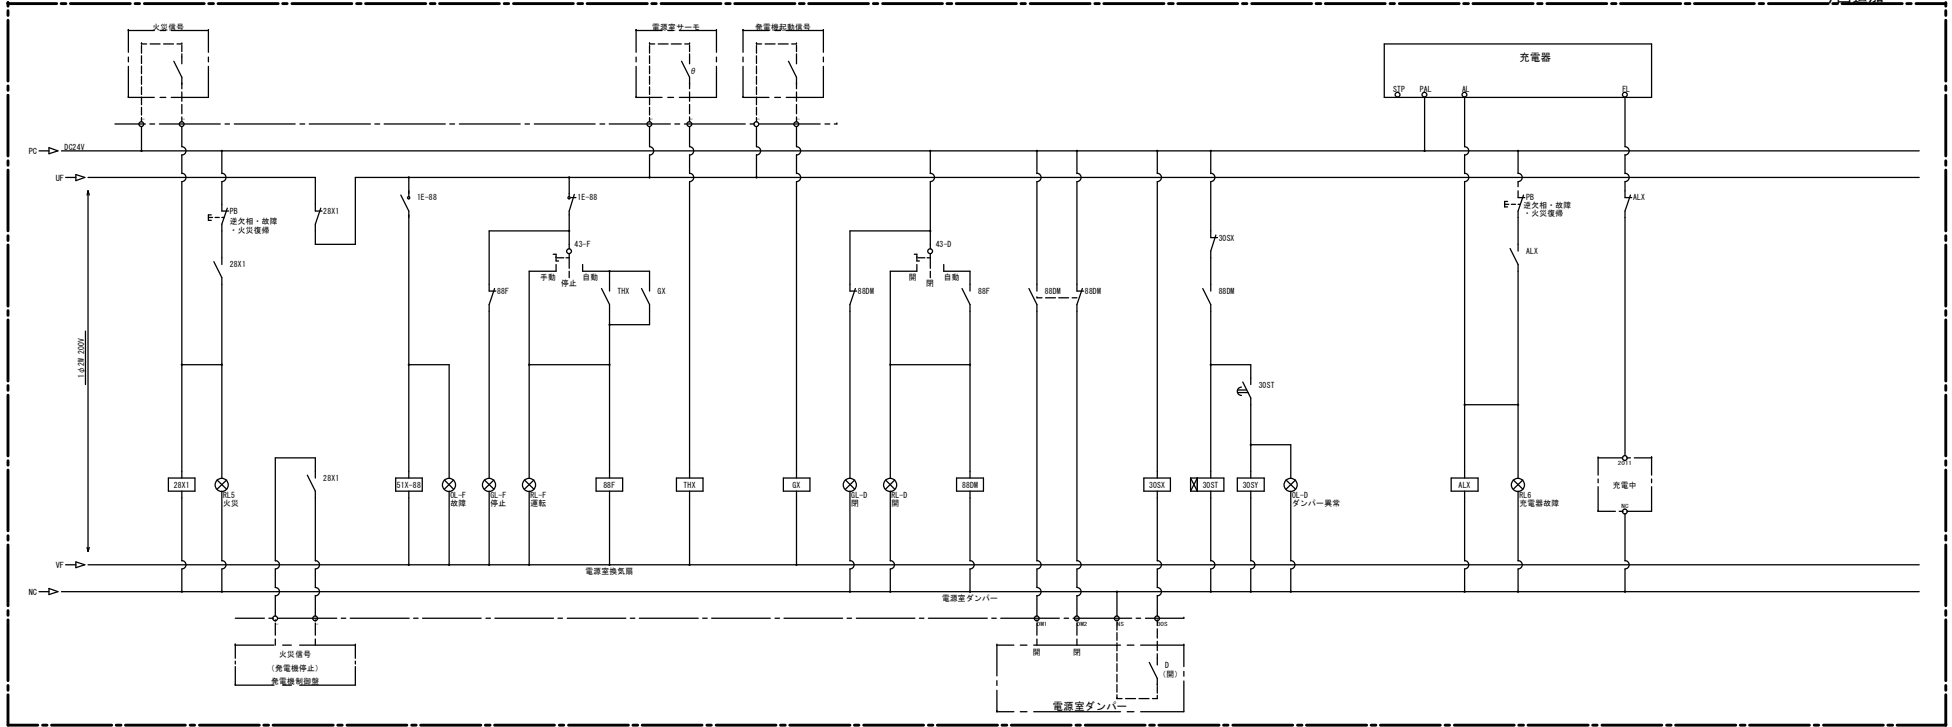 火災信号
電源室サーモ
発電機起動信号
充電器
θ
STP
PAL
AL
FL
PC
DC24V
UF
PB
逆欠相・故障
・火災復帰
28X1
28X1
1E-88
1E-88
43-F
手動
停止
自動
88F
THX
GX
43-D
開
閉
自動
88DM
88F
88DM
88DM
30SX
88DM
30ST
PB
逆欠相・故障
・火災復帰
ALX
ALX
1φ2W 200V
28X1
28X1
RL5
火災
51X-88
OL-F
故障
GL-F
停止
RL-F
運転
88F
THX
GX
GL-D
閉
RL-D
開
88DM
30SX
30ST
30SY
OL-D
ダンパー異常
ALX
RL6
充電器故障
2011
充電中
NC
VF
電源室換気扇
NC
電源室ダンパー
DM1
DM2
NS
30S
火災信号
(発電機停止)
発電機制御盤
開
閉
D
(開)
電源室ダンパー